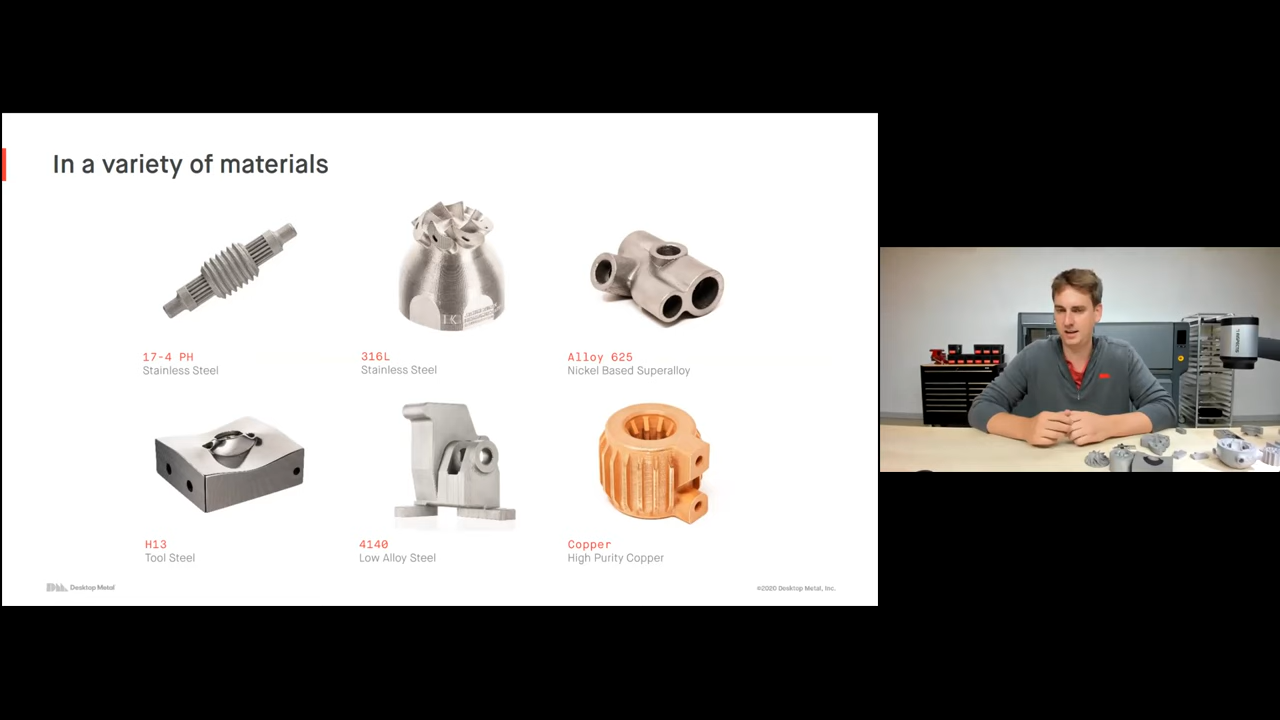 In a variety of materials
17-4 PH
Stainless Steel
316L
Stainless Steel
Alloy 625
Nickel Based Superalloy
H13
Tool Steel
4140
Low Alloy Steel
Copper
High Purity Copper
Desktop Metal
©2020 Desktop Metal, Inc.